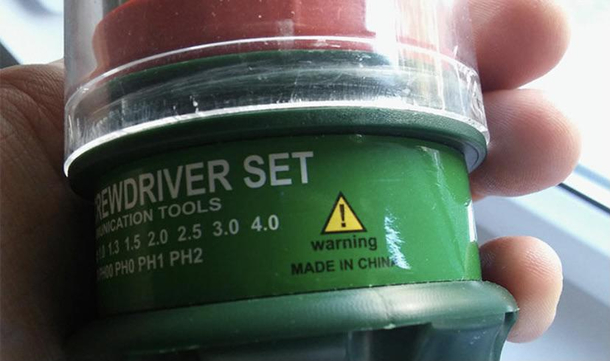 REWDRIVER SET
UNICATION TOOLS
1.3 1.5 2.0 2.5 3.0 4.0
PH00 PH0 PH1 PH2
warning
MADE IN CHINA